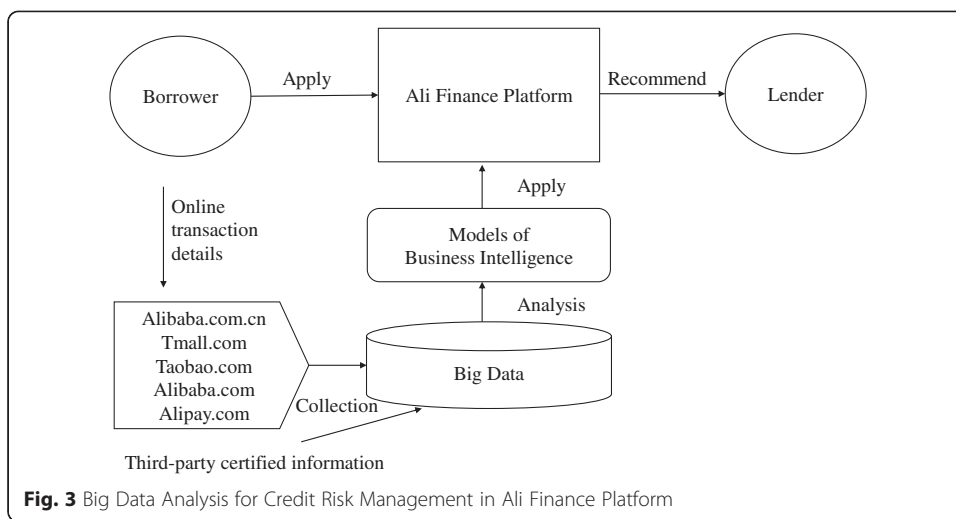 Borrower
Apply
Ali Finance Platform
Recommend
Lender
Apply
Online
transaction
details
Models of
Business Intelligence
Analysis
Alibaba.com.cn
Tmall.com
Taobao.com
Alibaba.com
Alipay.com
Big Data
Collection
Third-party certified information
Fig. 3 Big Data Analysis for Credit Risk Management in Ali Finance Platform